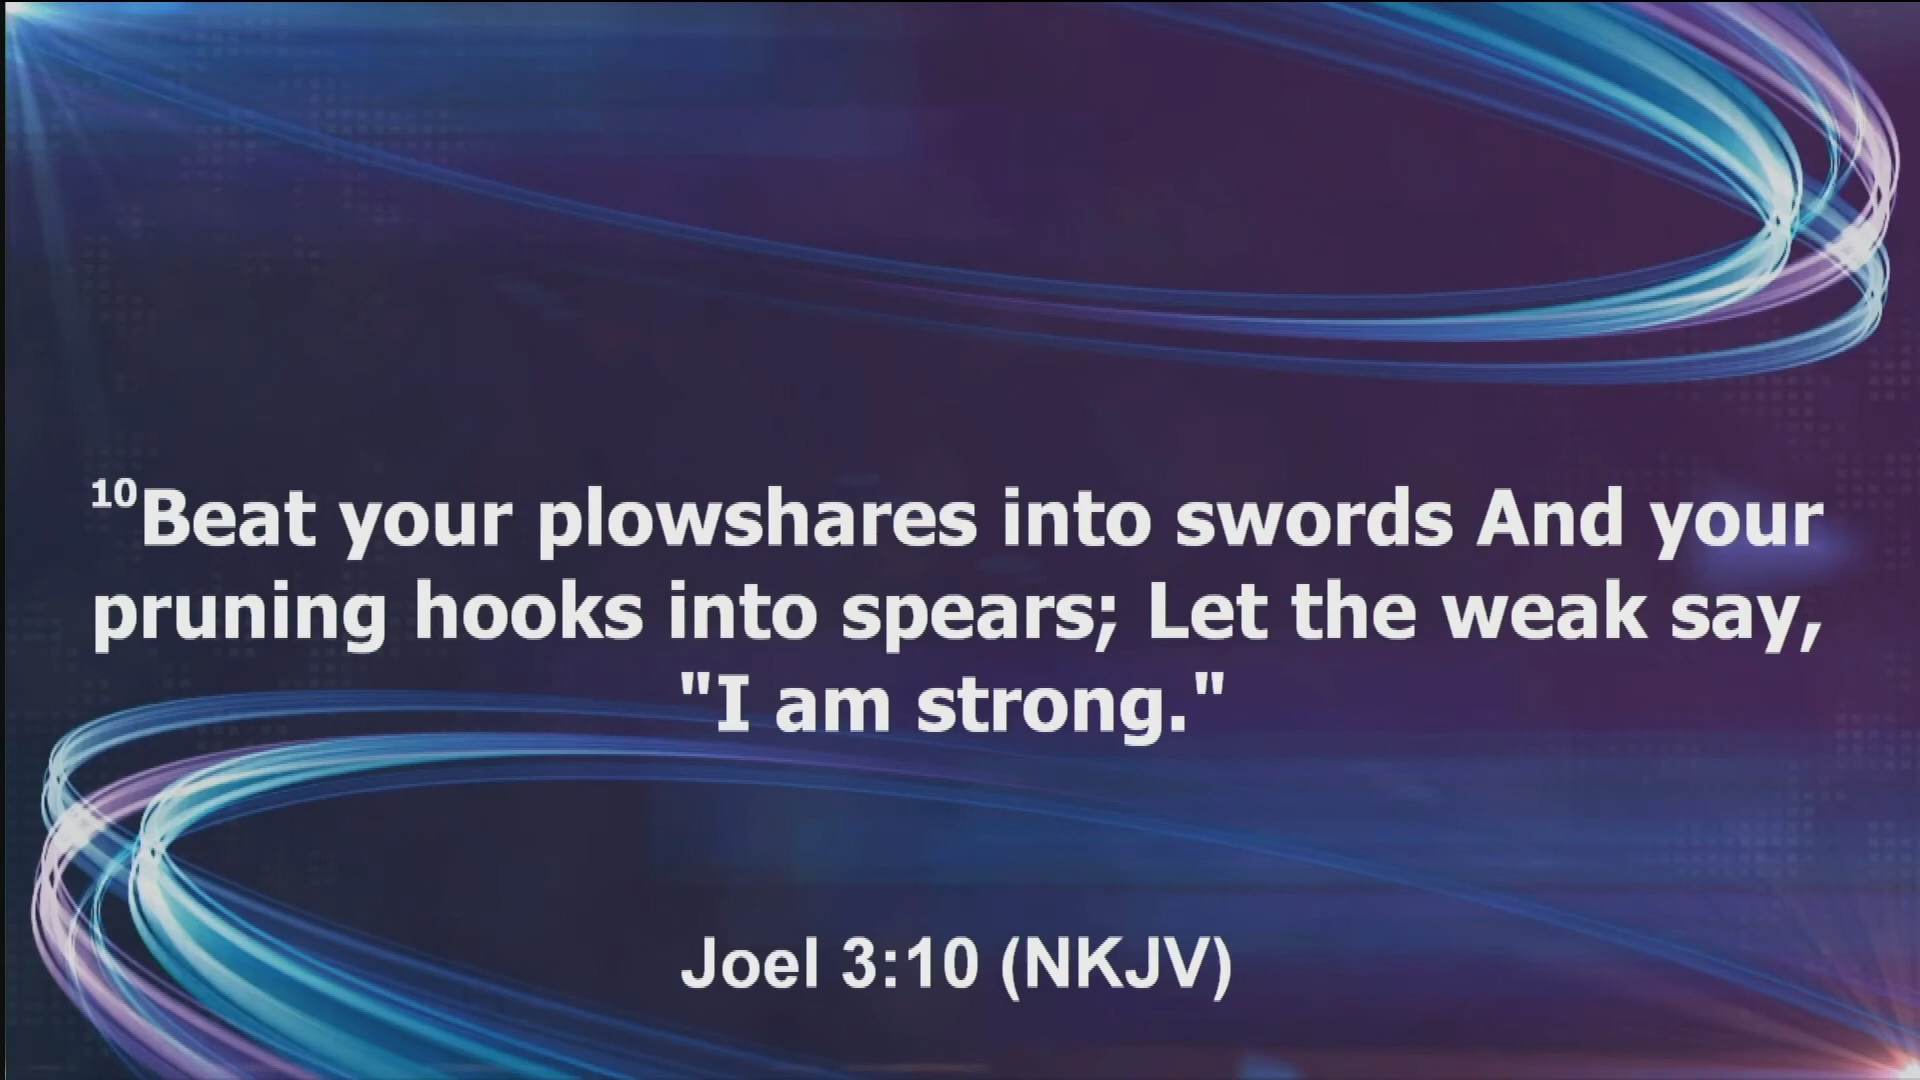 10Beat your plowshares into swords And your
pruning hooks into spears; Let the weak say,
"I am strong."
Joel 3:10 (NKJV)